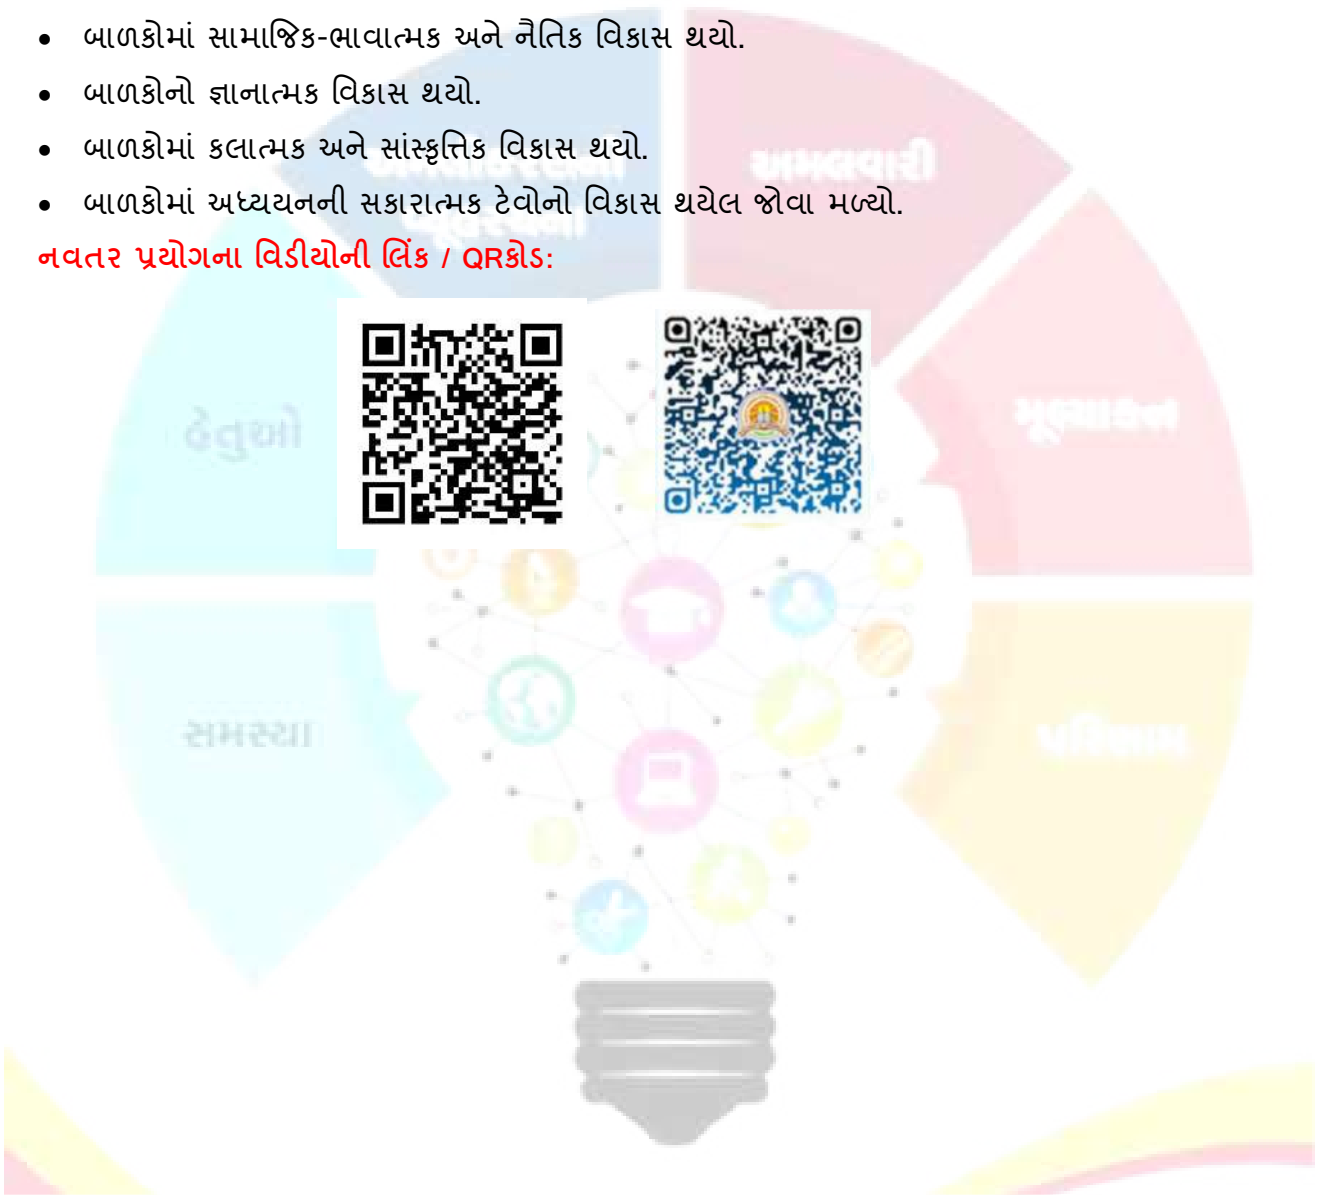 • બાળકોમાં સામાજિક-ભાવાત્મક અને નૈતિક વિકાસ થયો.
• બાળકોનો જ્ઞાનાત્મક વિકાસ થયો.
• બાળકોમાં કલાત્મક અને સાંસ્કૃત્તિક વિકાસ થયો.
• બાળકોમાં અધ્યયનની સકારાત્મક ટેવોનો વિકાસ થયેલ જોવા મળ્યો.
નવતર પ્રયોગના વિડીયોની લિંક / QRકોડ:
અમલવારી
હેતુઓ
મૂલ્યાંકન
સમસ્યા
પરિણામ